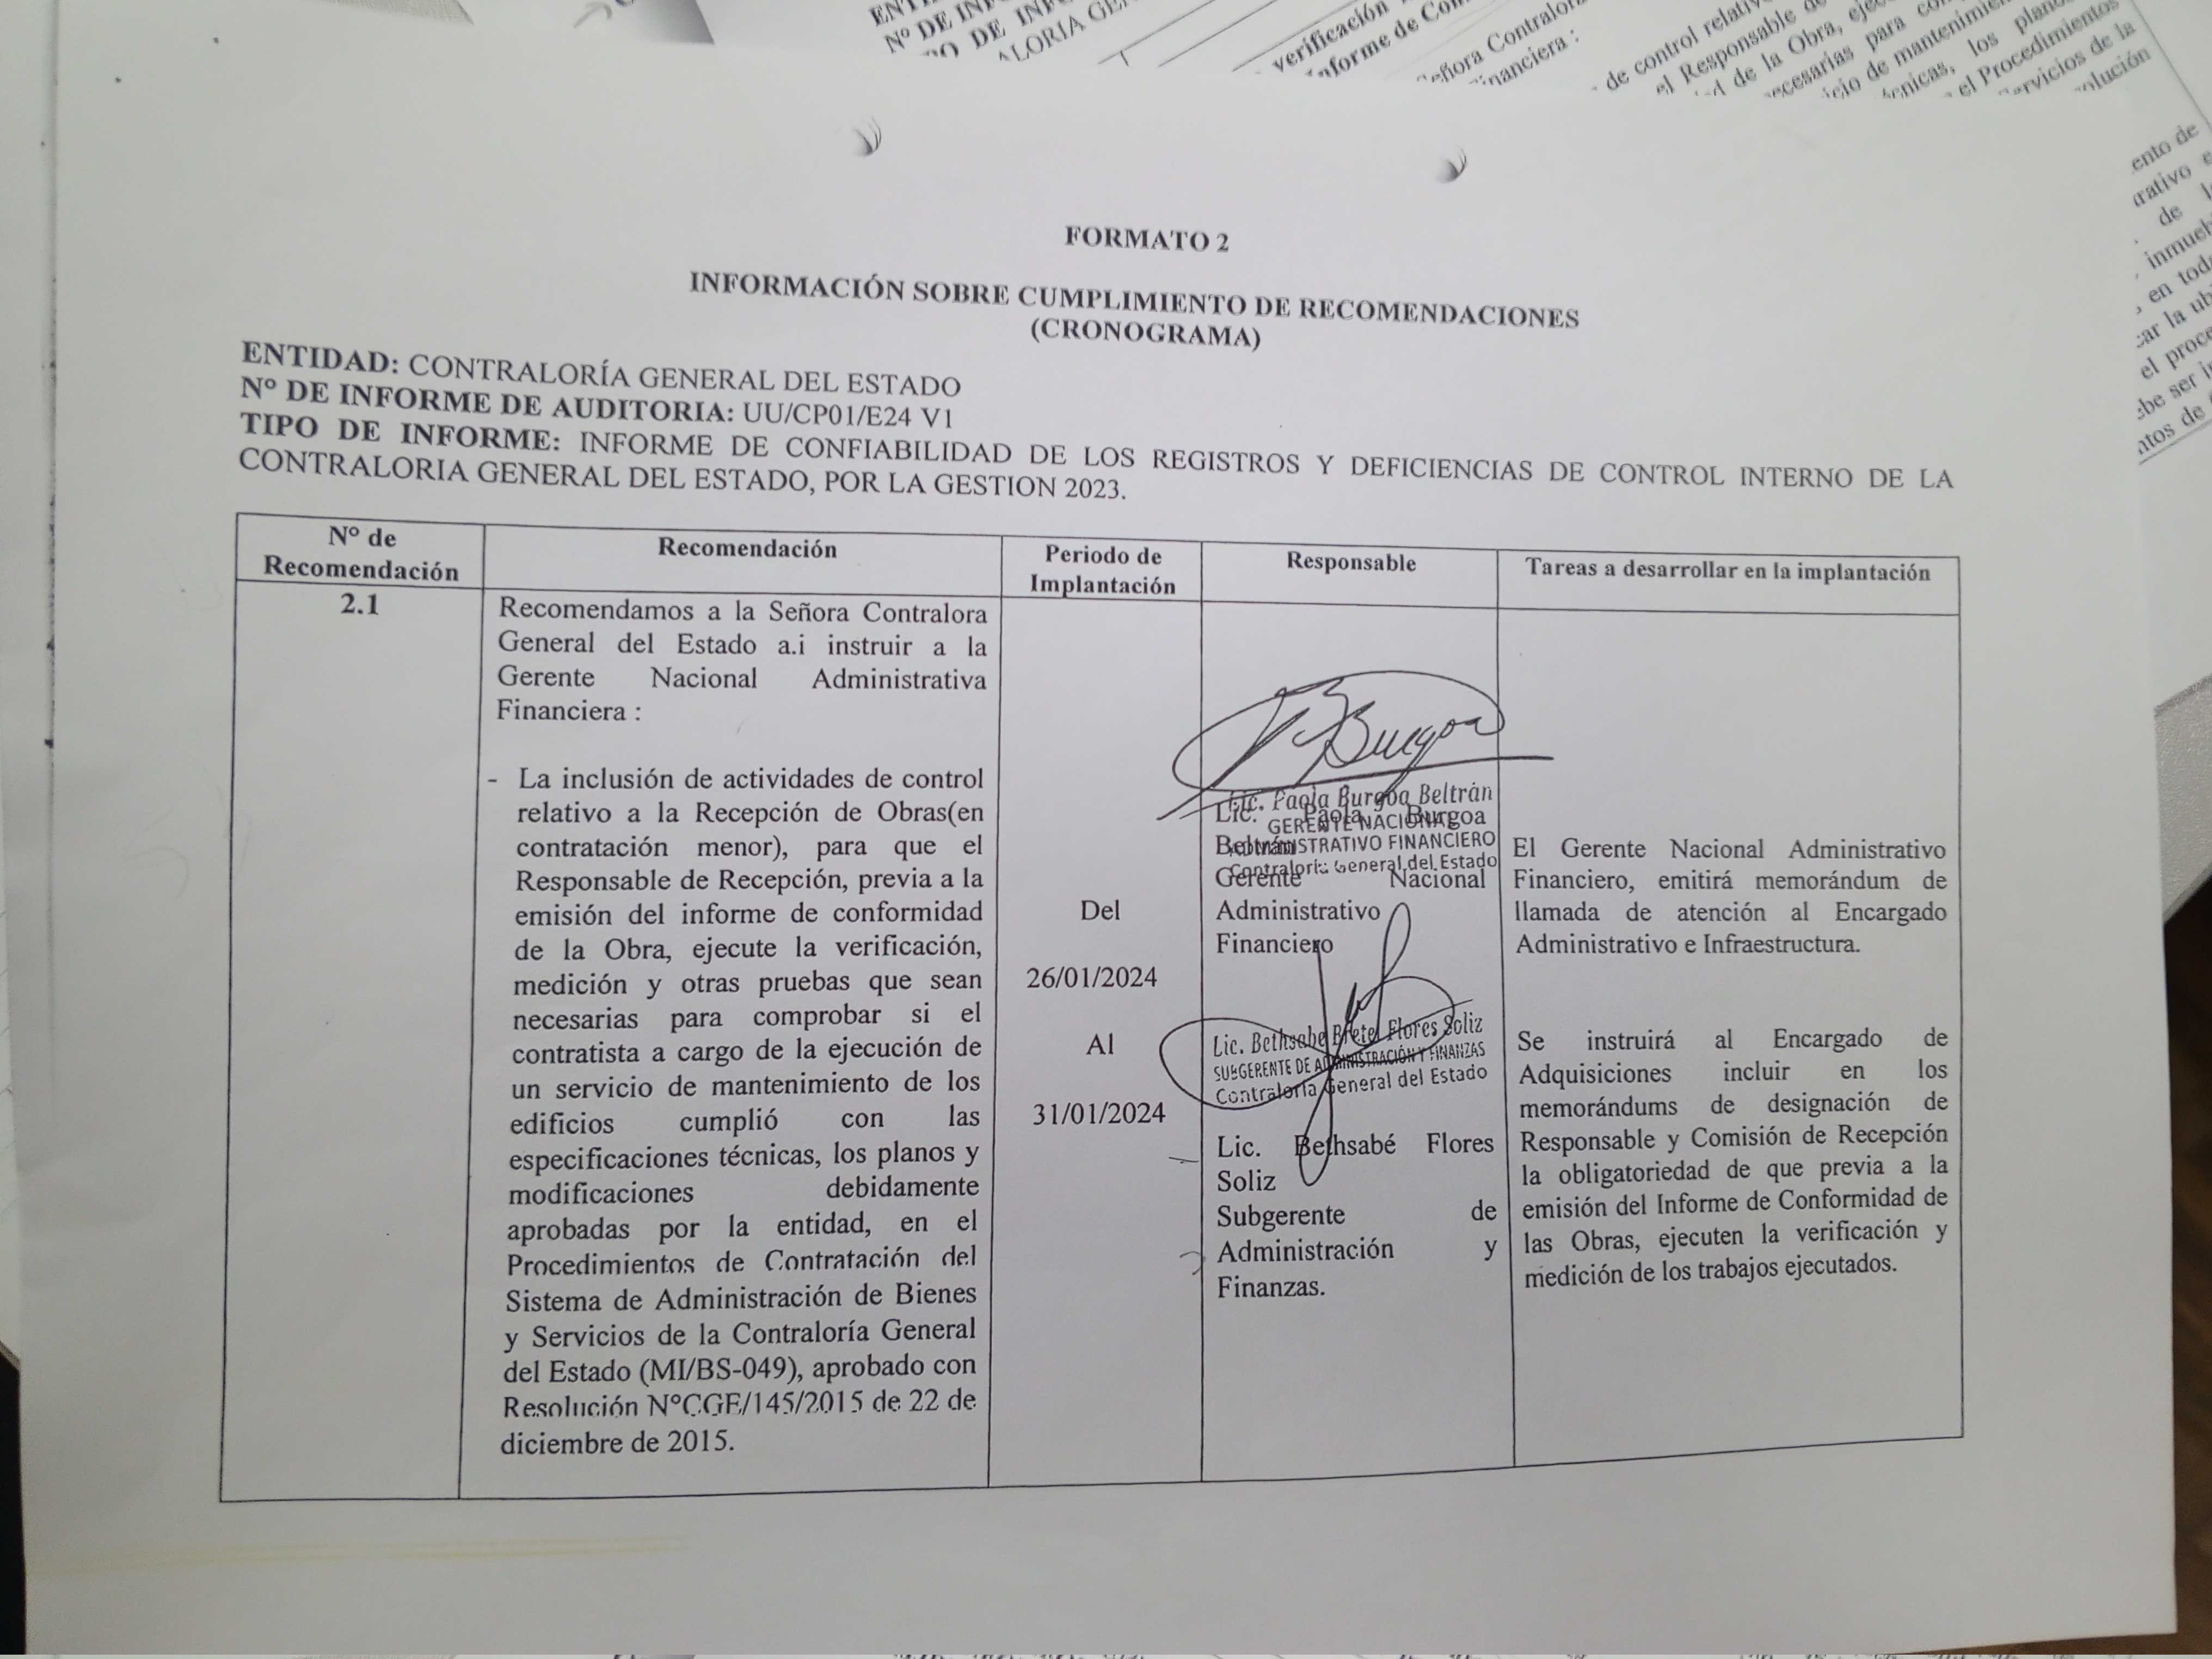 FORMATO 2
INFORMACIÓN SOBRE CUMPLIMIENTO DE RECOMENDACIONES
(CRONOGRAMA)
ENTIDAD: CONTRALORÍA GENERAL DEL ESTADO
Nº DE INFORME DE AUDITORIA: UU/CP01/E24 V1
TIPO DE INFORME: INFORME DE CONFIABILIDAD DE LOS REGISTROS Y DEFICIENCIAS DE CONTROL INTERNO DE LA
CONTRALORIA GENERAL DEL ESTADO, POR LA GESTION 2023.
Nº de
Recomendación
Recomendación
Periodo de
Implantación
Responsable
Tareas a desarrollar en la implantación
2.1
Recomendamos a la Señora Contralora
General del Estado a.i instruir a la
Gerente Nacional Administrativa
Financiera :
- La inclusión de actividades de control
relativo a la Recepción de Obras(en
contratación menor), para que el
Responsable de Recepción, previa a la
emisión del informe de conformidad
de la Obra, ejecute la verificación,
medición y otras pruebas que sean
necesarias para comprobar si el
contratista a cargo de la ejecución de
un servicio de mantenimiento de los
edificios cumplió con las
especificaciones técnicas, los planos y
modificaciones debidamente
aprobadas por la entidad, en el
Procedimientos de Contratación del
Sistema de Administración de Bienes
y Servicios de la Contraloría General
del Estado (MI/BS-049), aprobado con
Resolución N°CGE/145/2015 de 22 de
diciembre de 2015.
Del
26/01/2024
Al
31/01/2024
Burgoa
Lic. Paola Burgoa Beltrán
GERENTE NACIONAL
ADMINISTRATIVO FINANCIERO
Contraloría General del Estado
Lic. Paola Burgoa
Beltrán
Gerente Nacional
Administrativo
Financiero
Lic. Bethsabe Bretel Flores Soliz
SUBGERENTE DE ADMINISTRACIÓN Y FINANZAS
Contraloría General del Estado
Lic. Bethsabé Flores
Soliz
Subgerente de
Administración y
Finanzas.
El Gerente Nacional Administrativo
Financiero, emitirá memorándum de
llamada de atención al Encargado
Administrativo e Infraestructura.
Se instruirá al Encargado de
Adquisiciones incluir en los
memorándums de designación de
Responsable y Comisión de Recepción
la obligatoriedad de que previa a la
emisión del Informe de Conformidad de
las Obras, ejecuten la verificación y
medición de los trabajos ejecutados.